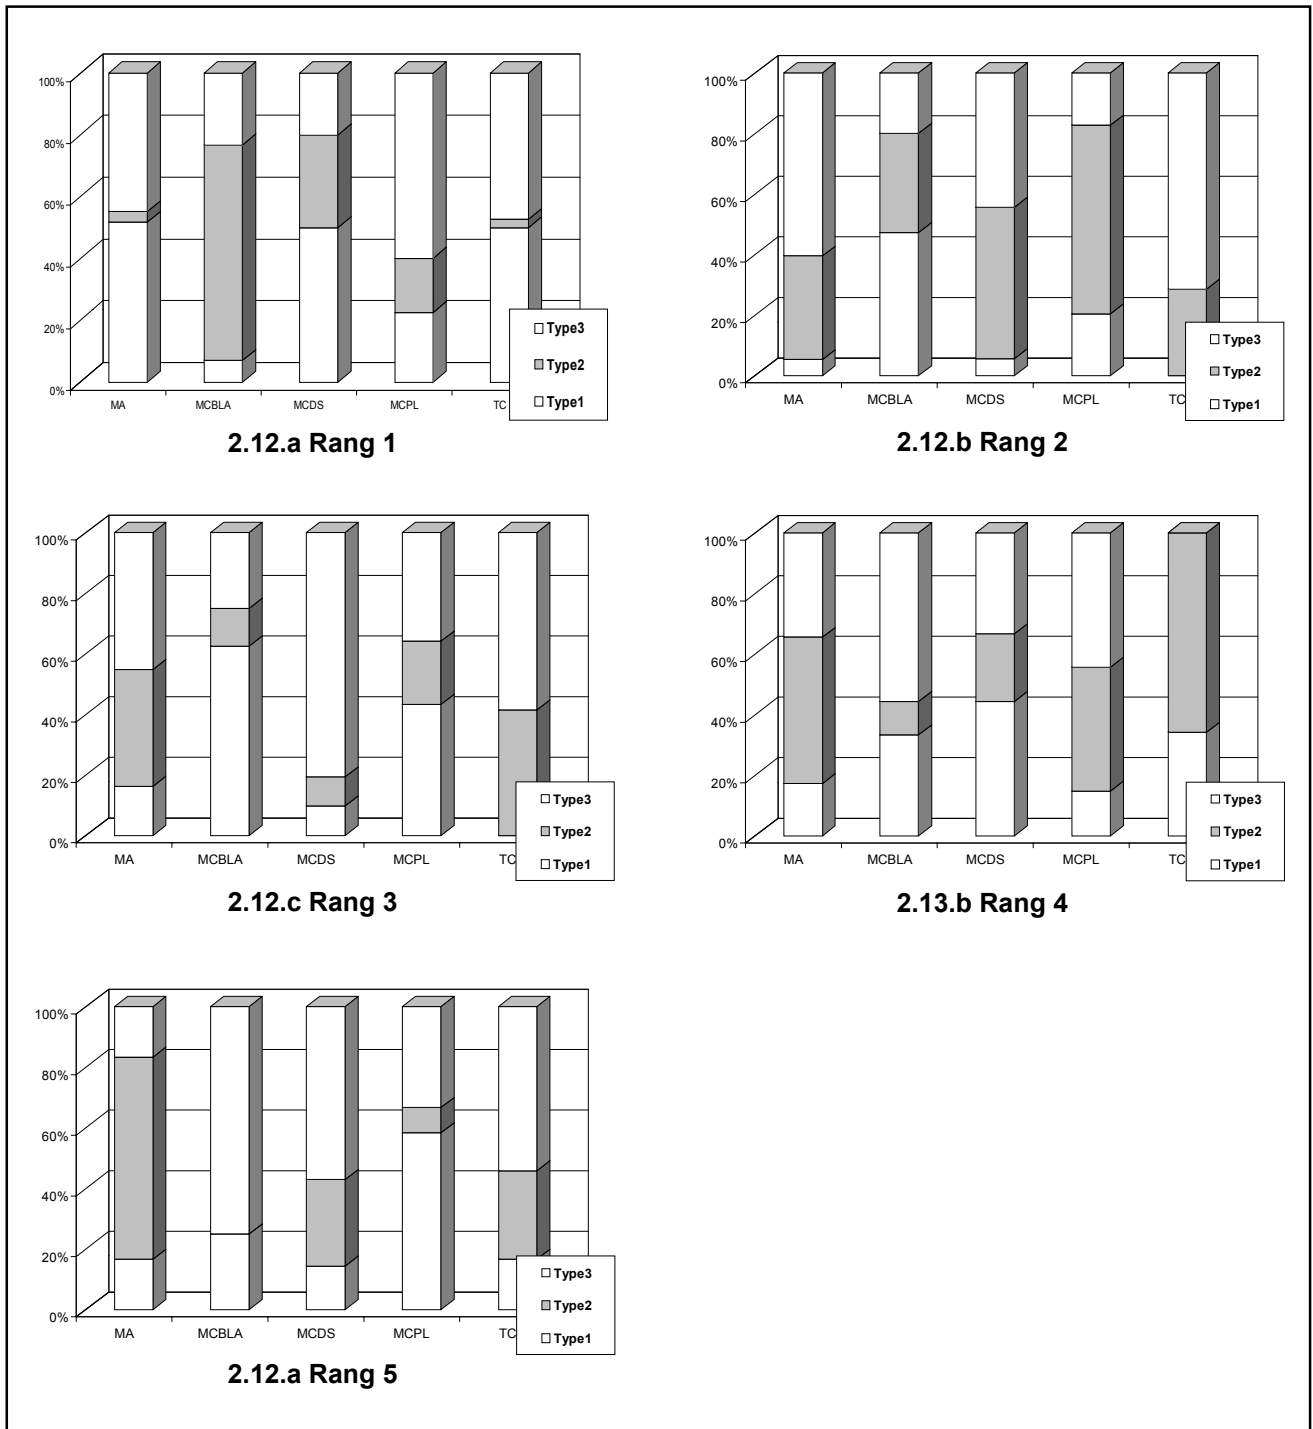 100%
80%
60%
40%
20%
0%
MA MCBLA MCDS MCPL TC
Type3
Type2
Type1
2.12.a Rang 1
100%
80%
60%
40%
20%
0%
MA MCBLA MCDS MCPL TC
Type3
Type2
Type1
2.12.b Rang 2
100%
80%
60%
40%
20%
0%
MA MCBLA MCDS MCPL TC
Type3
Type2
Type1
2.12.c Rang 3
100%
80%
60%
40%
20%
0%
MA MCBLA MCDS MCPL TC
Type3
Type2
Type1
2.13.b Rang 4
100%
80%
60%
40%
20%
0%
MA MCBLA MCDS MCPL TC
Type3
Type2
Type1
2.12.a Rang 5